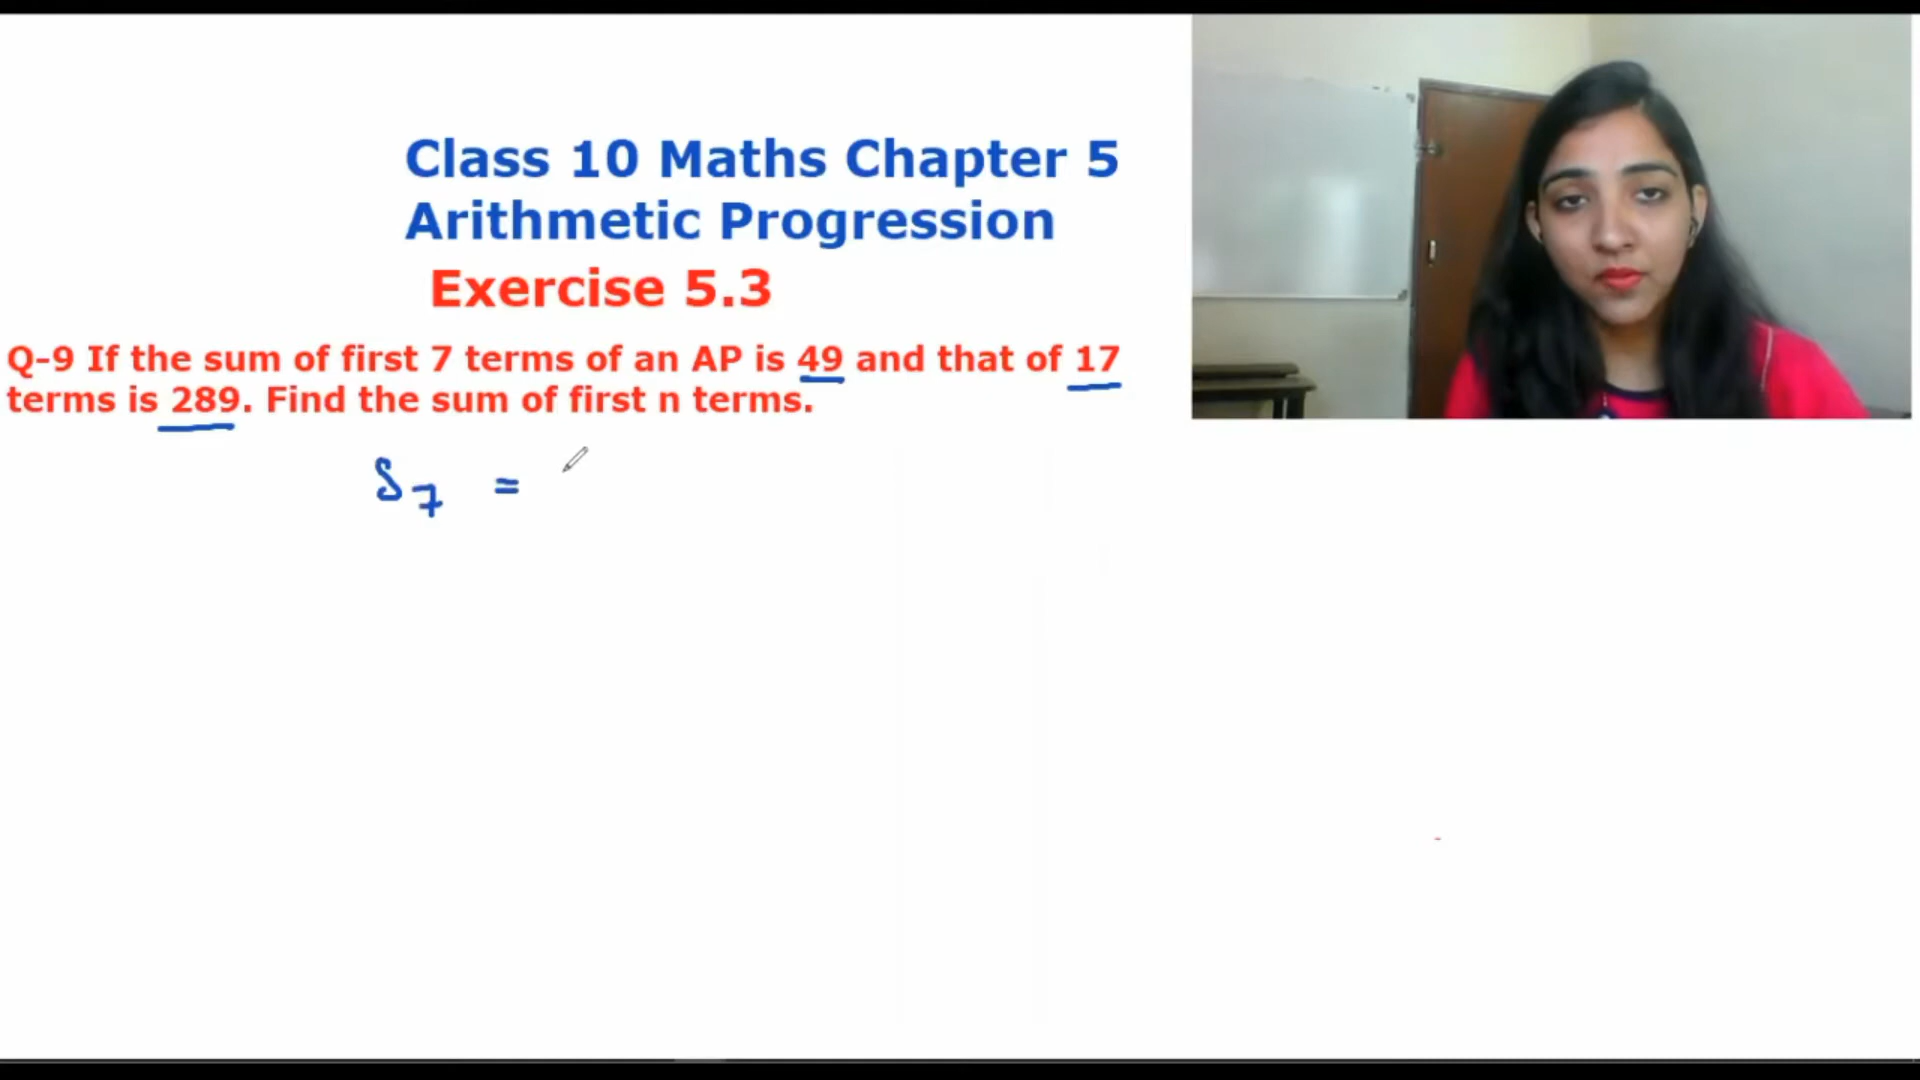 Class 10 Maths Chapter 5
Arithmetic Progression
Exercise 5.3
Q-9 If the sum of first 7 terms of an AP is 49 and that of 17
terms is 289. Find the sum of first n terms.
S7 =